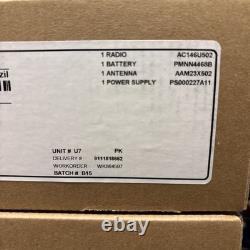 zil
1 RADIO AC146U502
1 BATTERY PMNN4468B
1 ANTENNA AAM23X502
1 POWER SUPPLY PS000227A11
UNIT # U7 PK
DELIVERY # 9111818662
WORKORDER
BATCH # B15
ebay